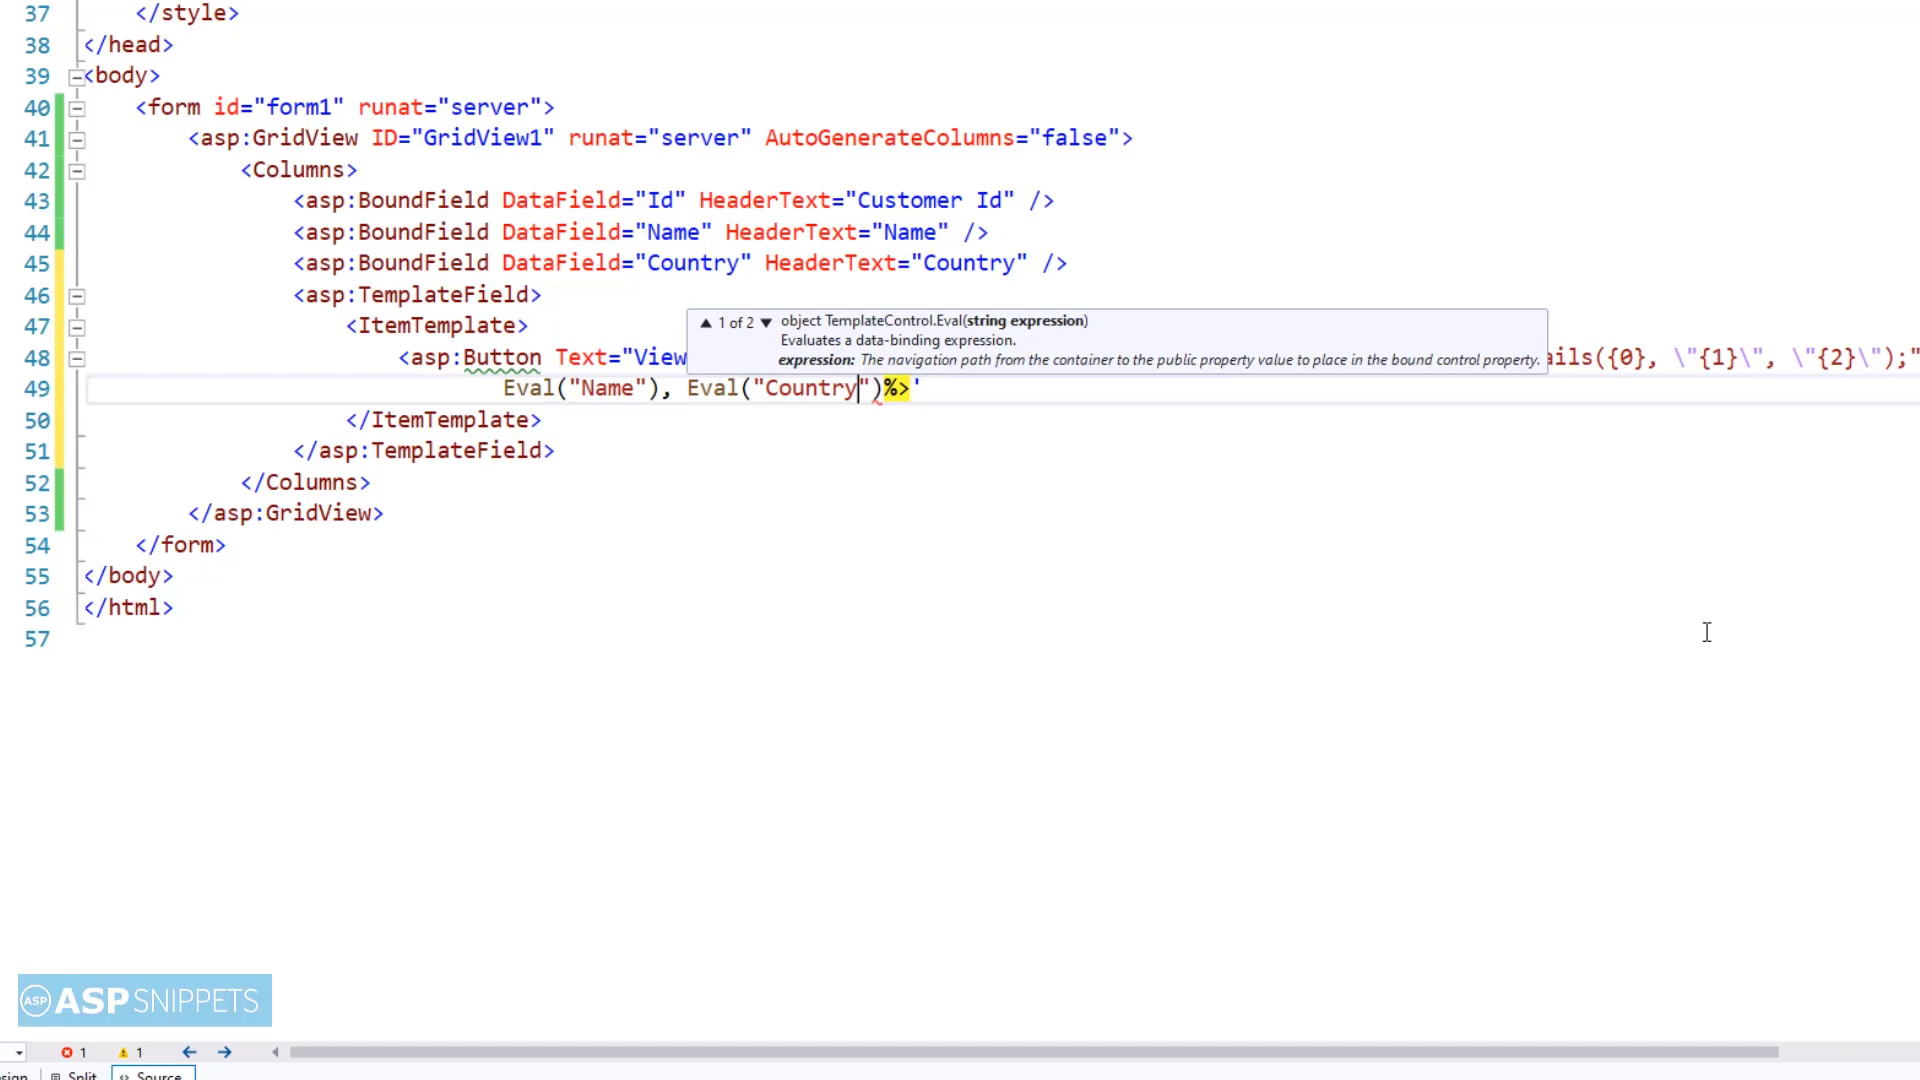 37 </style>
38 </head>
39 <body>
40 <form id="form1" runat="server">
41 <asp:GridView ID="GridView1" runat="server" AutoGenerateColumns="false">
42 <Columns>
43 <asp:BoundField DataField="Id" HeaderText="Customer Id" />
44 <asp:BoundField DataField="Name" HeaderText="Name" />
45 <asp:BoundField DataField="Country" HeaderText="Country" />
46 <asp:TemplateField>
▲ 1 of 2 ▼ object TemplateControl.Eval(string expression)
47 <ItemTemplate>
Evaluates a data-binding expression.
expression: The navigation path from the container to the public property value to place in the bound control property.
48 <asp:Button Text="View ails({0}, \"{1}\", \"{2}\");"
49 Eval("Name"), Eval("Country")%>'
50 </ItemTemplate>
51 </asp:TemplateField>
52 </Columns>
53 </asp:GridView>
54 </form>
55 </body>
56 </html>
57
ASP ASPSNIPPETS
1 1
sign Split Source